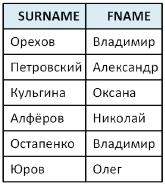 SURNAME FNAME
Орехов Владимир
Петровский Александр
Кульгина Оксана
Алфёров Николай
Остапенко Владимир
Юров Олег